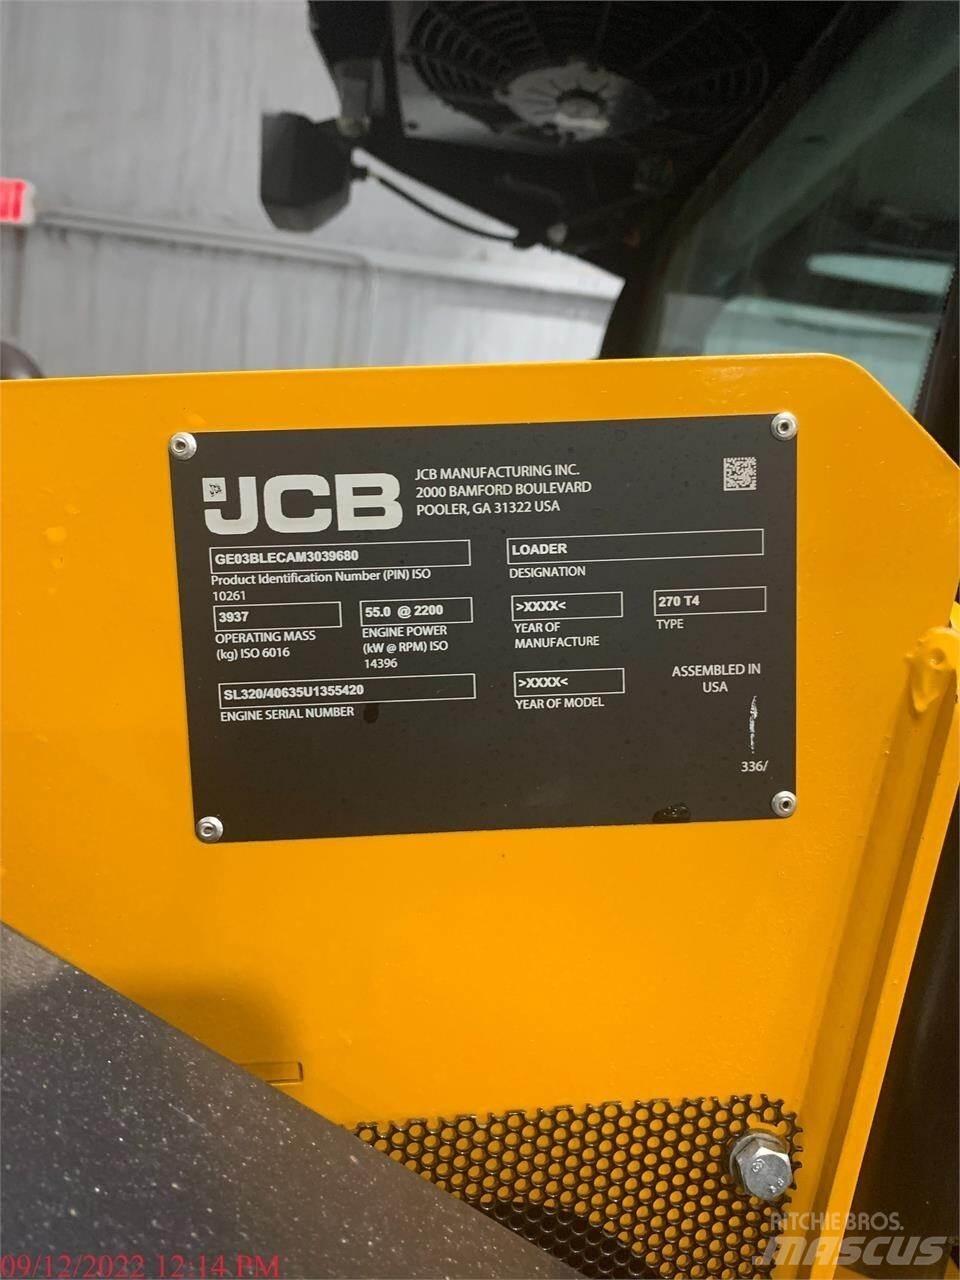 JCB
JCB MANUFACTURING INC.
2000 BAMFORD BOULEVARD
POOLER, GA 31322 USA
GE03BLECAM3039680
Product Identification Number (PIN) ISO
10261
LOADER
DESIGNATION
3937
OPERATING MASS
(kg) ISO 6016
55.0 @ 2200
ENGINE POWER
(kW @ RPM) ISO
14396
>XXXX<
YEAR OF
MANUFACTURE
270 T4
TYPE
SL320/40635U1355420
ENGINE SERIAL NUMBER
>XXXX<
YEAR OF MODEL
ASSEMBLED IN
USA
336/
RITCHIE BROS.
MASCUS
09/12/2022 12:14 PM